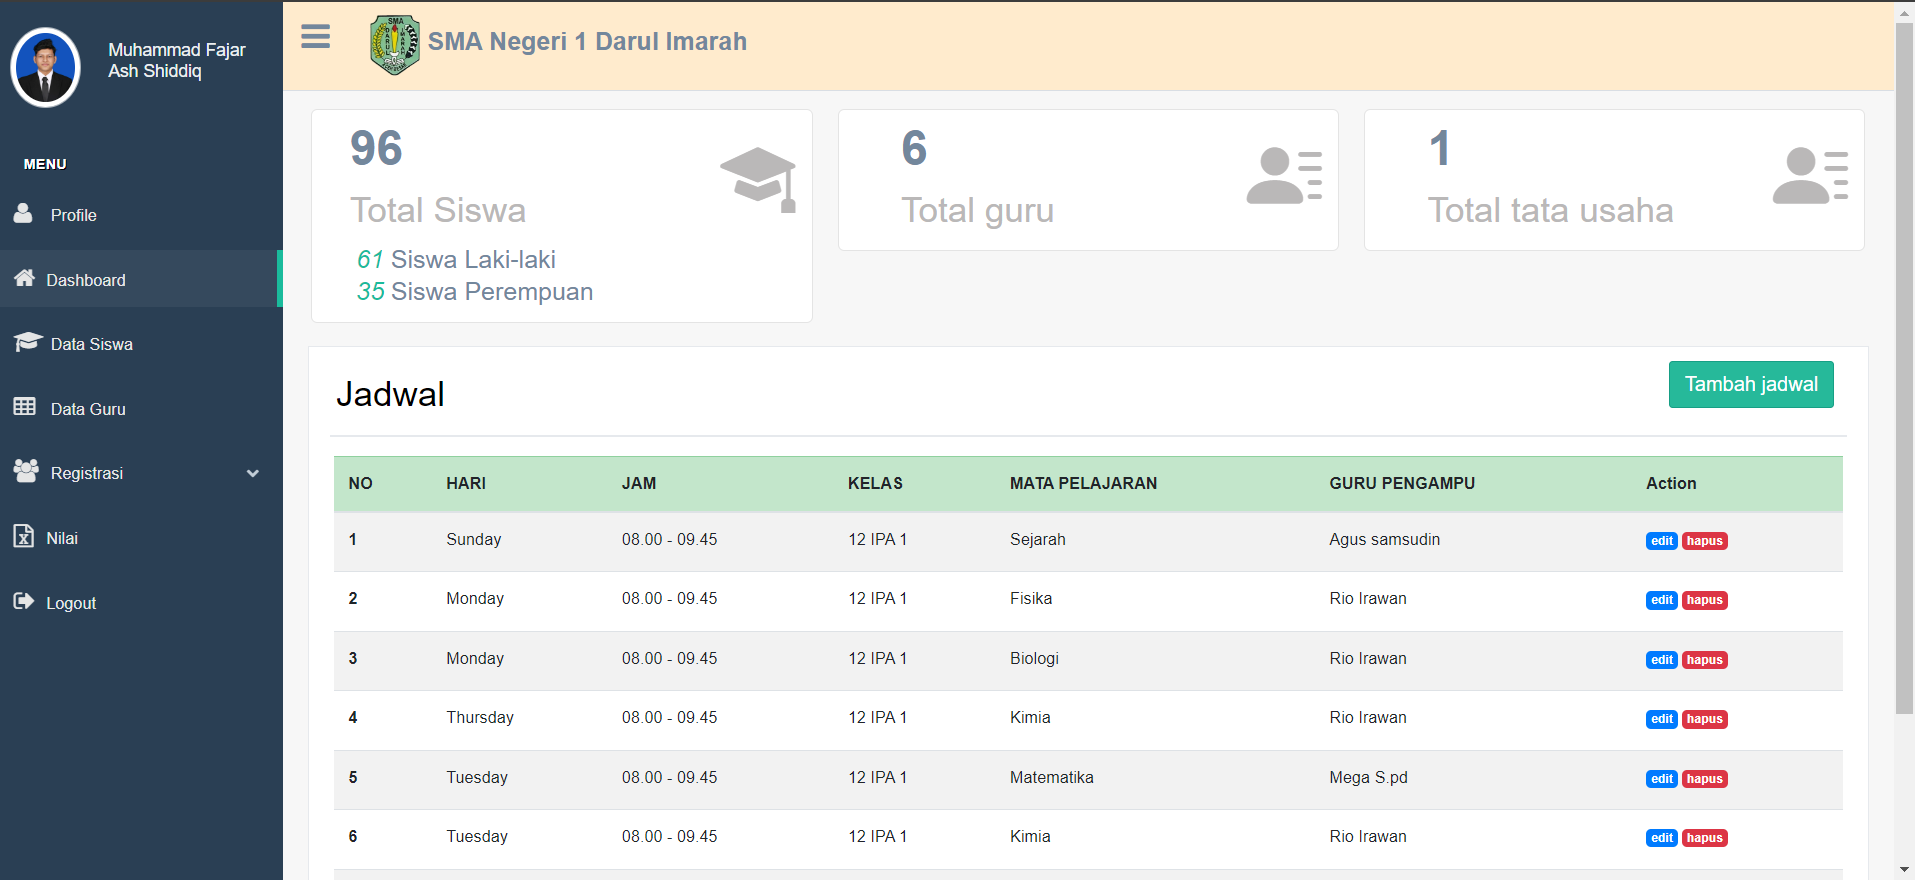 Muhammad Fajar
Ash Shiddiq
MENU
Profile
Dashboard
Data Siswa
Data Guru
Registrasi
Nilai
Logout
SMA
DARUL IMARAH
SMA Negeri 1 Darul Imarah
96
Total Siswa
61 Siswa Laki-laki
35 Siswa Perempuan
6
Total guru
1
Total tata usaha
Jadwal
Tambah jadwal
NO HARI JAM KELAS MATA PELAJARAN GURU PENGAMPU Action
1 Sunday 08.00 - 09.45 12 IPA 1 Sejarah Agus samsudin edit hapus
2 Monday 08.00 - 09.45 12 IPA 1 Fisika Rio Irawan edit hapus
3 Monday 08.00 - 09.45 12 IPA 1 Biologi Rio Irawan edit hapus
4 Thursday 08.00 - 09.45 12 IPA 1 Kimia Rio Irawan edit hapus
5 Tuesday 08.00 - 09.45 12 IPA 1 Matematika Mega S.pd edit hapus
6 Tuesday 08.00 - 09.45 12 IPA 1 Kimia Rio Irawan edit hapus